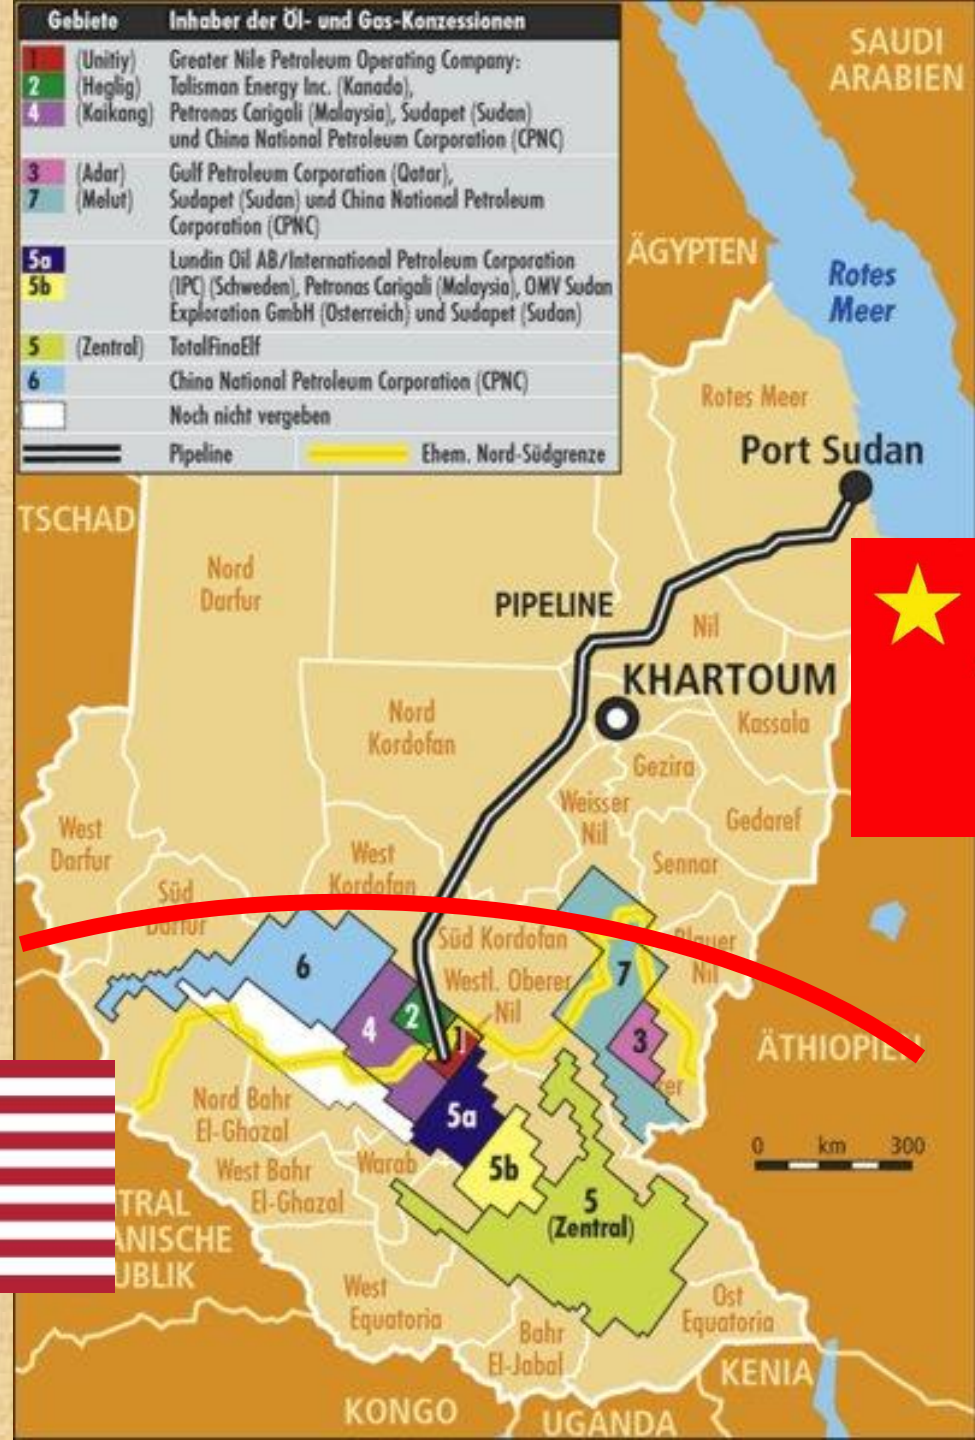 Gebiete Inhaber der Öl- und Gas-Konzessionen
1 (Unitiy) Greater Nile Petroleum Operating Company:
2 (Heglig) Talisman Energy Inc. (Kanada),
4 (Kaikang) Petronas Carigali (Malaysia), Sudapet (Sudan)
und China National Petroleum Corporation (CPNC)
3 (Adar) Gulf Petroleum Corporation (Qatar),
7 (Melut) Sudapet (Sudan) und China National Petroleum
Corporation (CPNC)
5a Lundin Oil AB/International Petroleum Corporation
5b (IPC) (Schweden), Petronas Carigali (Malaysia), OMV Sudan
Exploration GmbH (Osterreich) und Sudapet (Sudan)
5 (Zentral) TotalFinaElf
6 China National Petroleum Corporation (CPNC)
Noch nicht vergeben
Pipeline Ehem. Nord-Südgrenze
SAUDI
ARABIEN
ÄGYPTEN
Rotes
Meer
Rotes Meer
Port Sudan
TSCHAD
Nord
Darfur
PIPELINE
Nil
KHARTOUM
Nord
Kordofan
Kassala
Gezira
Weisser
Nil
Gedaref
West
Darfur
West
Kordofan
Sennar
Süd
Darfur
Süd Kordofan
Blauer
Nil
6
7
Westl. Oberer
Nil
2
4
1
3
ÄTHIOPIEN
erer
Nord Bahr
El-Ghazal
5a
0 km 300
West Bahr
El-Ghazal
Warab
5b
5
(Zentral)
TRAL
ANISCHE
UBLIK
West
Equatoria
Ost
Equatoria
Bahr
El-Jabal
KENIA
KONGO
UGANDA